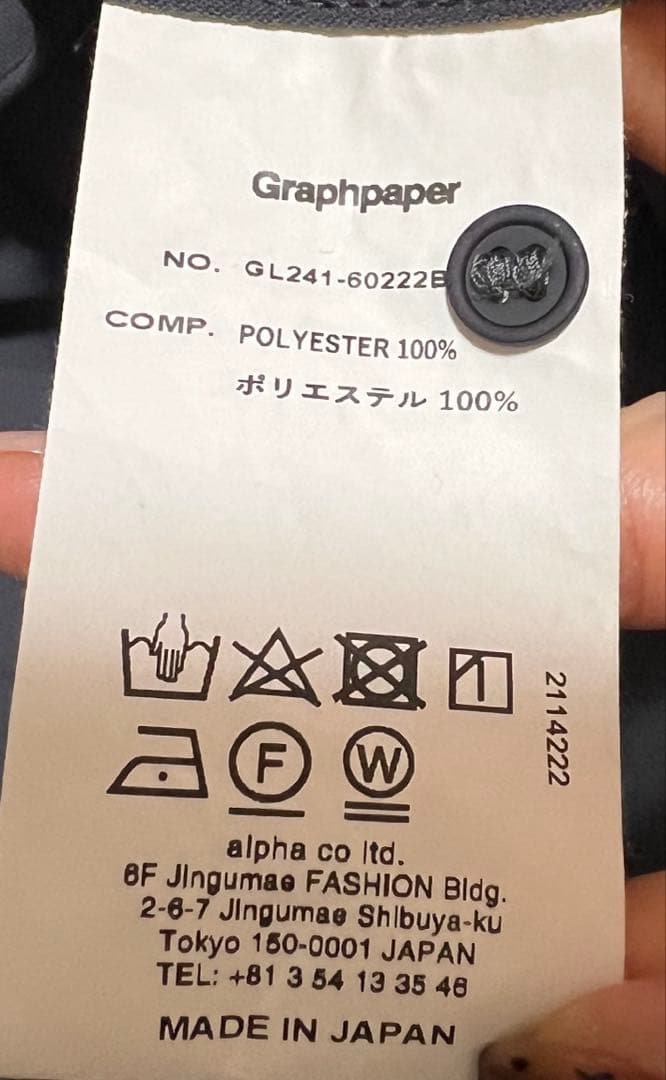 Graphpaper
NO. GL241-60222B
COMP. POLYESTER 100%
ポリエステル 100%
2114222
F
W
alpha co ltd.
6F Jingumae FASHION Bldg.
2-6-7 Jingumae Shibuya-ku
Tokyo 150-0001 JAPAN
TEL: +81 3 54 13 35 46
MADE IN JAPAN